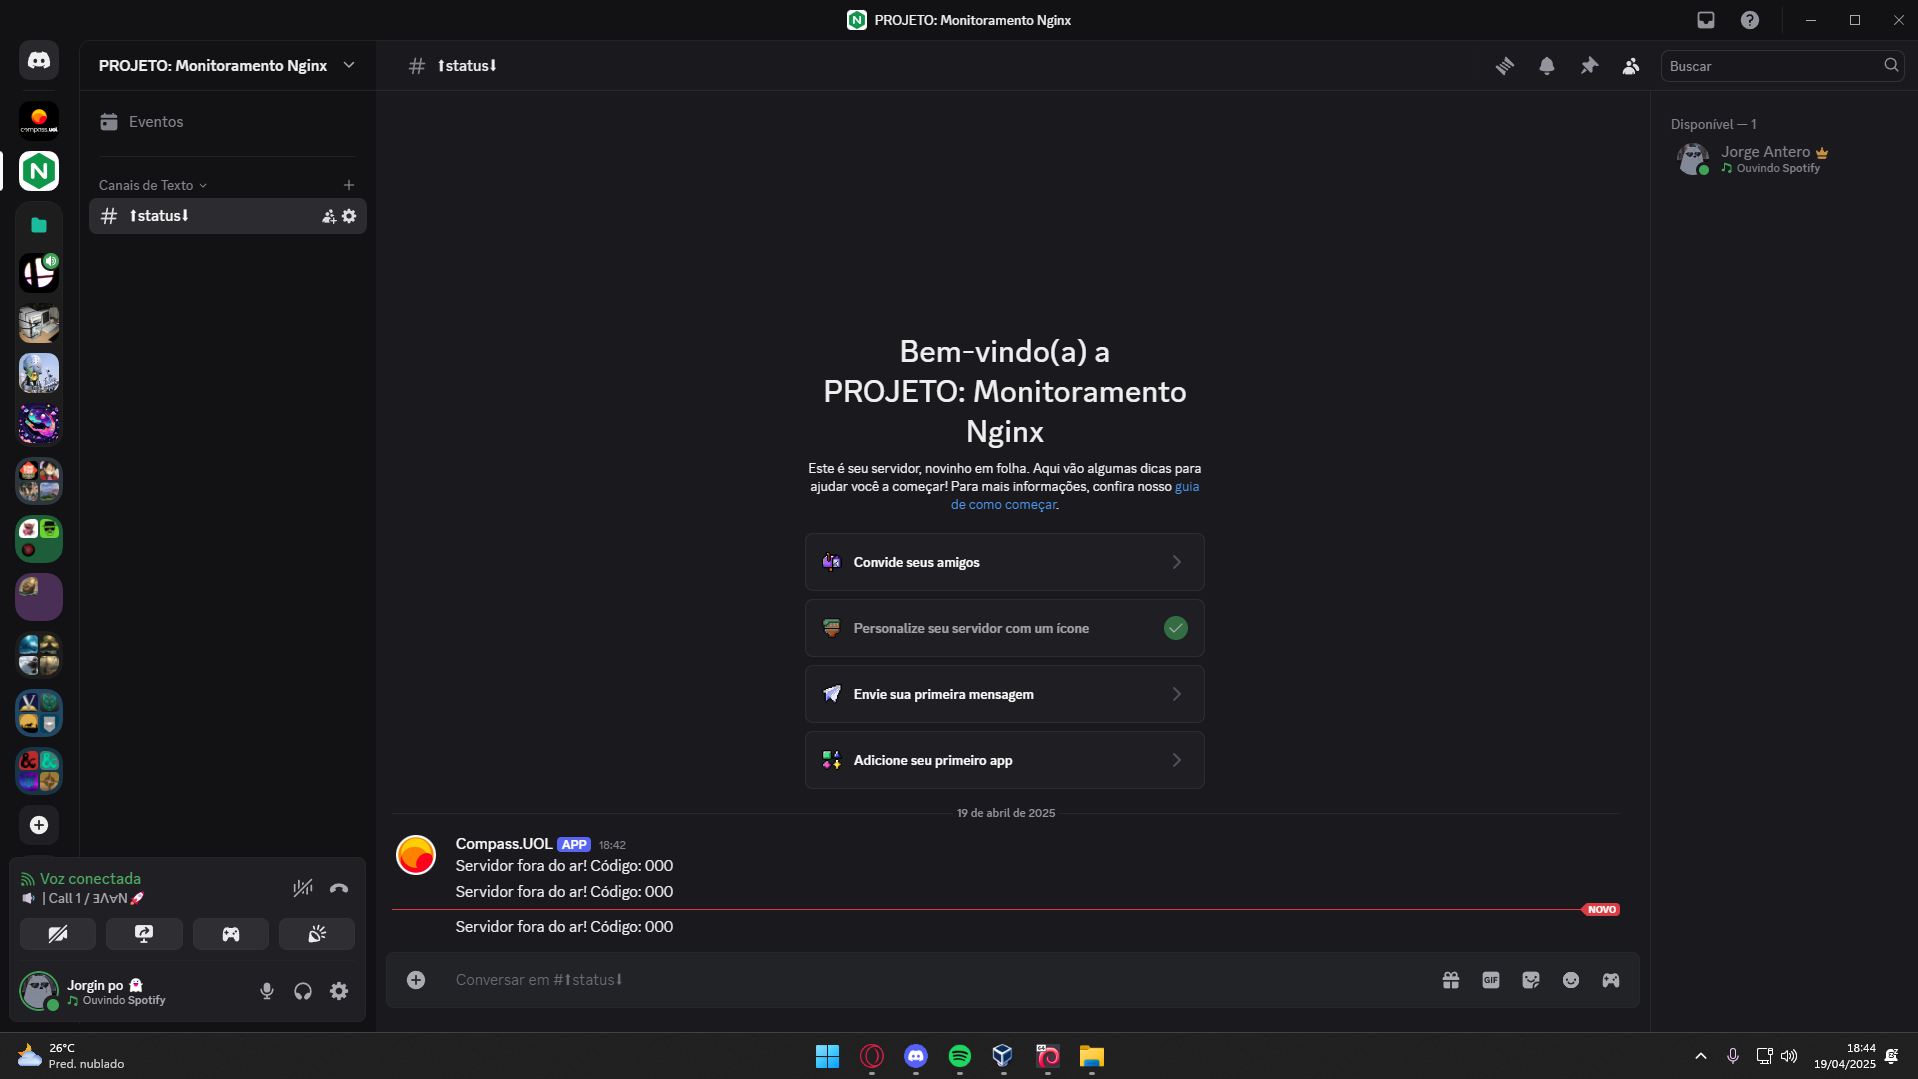 PROJETO: Monitoramento Nginx
PROJETO: Monitoramento Nginx
⬆status⬇
Buscar
compass.uol
Eventos
Canais de Texto
⬆status⬇
Disponível — 1
Jorge Antero
Ouvindo Spotify
Bem-vindo(a) a
PROJETO: Monitoramento
Nginx
Este é seu servidor, novinho em folha. Aqui vão algumas dicas para
ajudar você a começar! Para mais informações, confira nosso guia
de como começar.
Convide seus amigos
Personalize seu servidor com um ícone
Envie sua primeira mensagem
Adicione seu primeiro app
19 de abril de 2025
Compass.UOL APP 18:42
Servidor fora do ar! Código: 000
Servidor fora do ar! Código: 000
NOVO
Servidor fora do ar! Código: 000
Conversar em #⬆status⬇
GIF
Voz conectada
| Call 1 / ƎɅɐN🚀
Jorgin po 👻
Ouvindo Spotify
26°C
Pred. nublado
18:44
19/04/2025